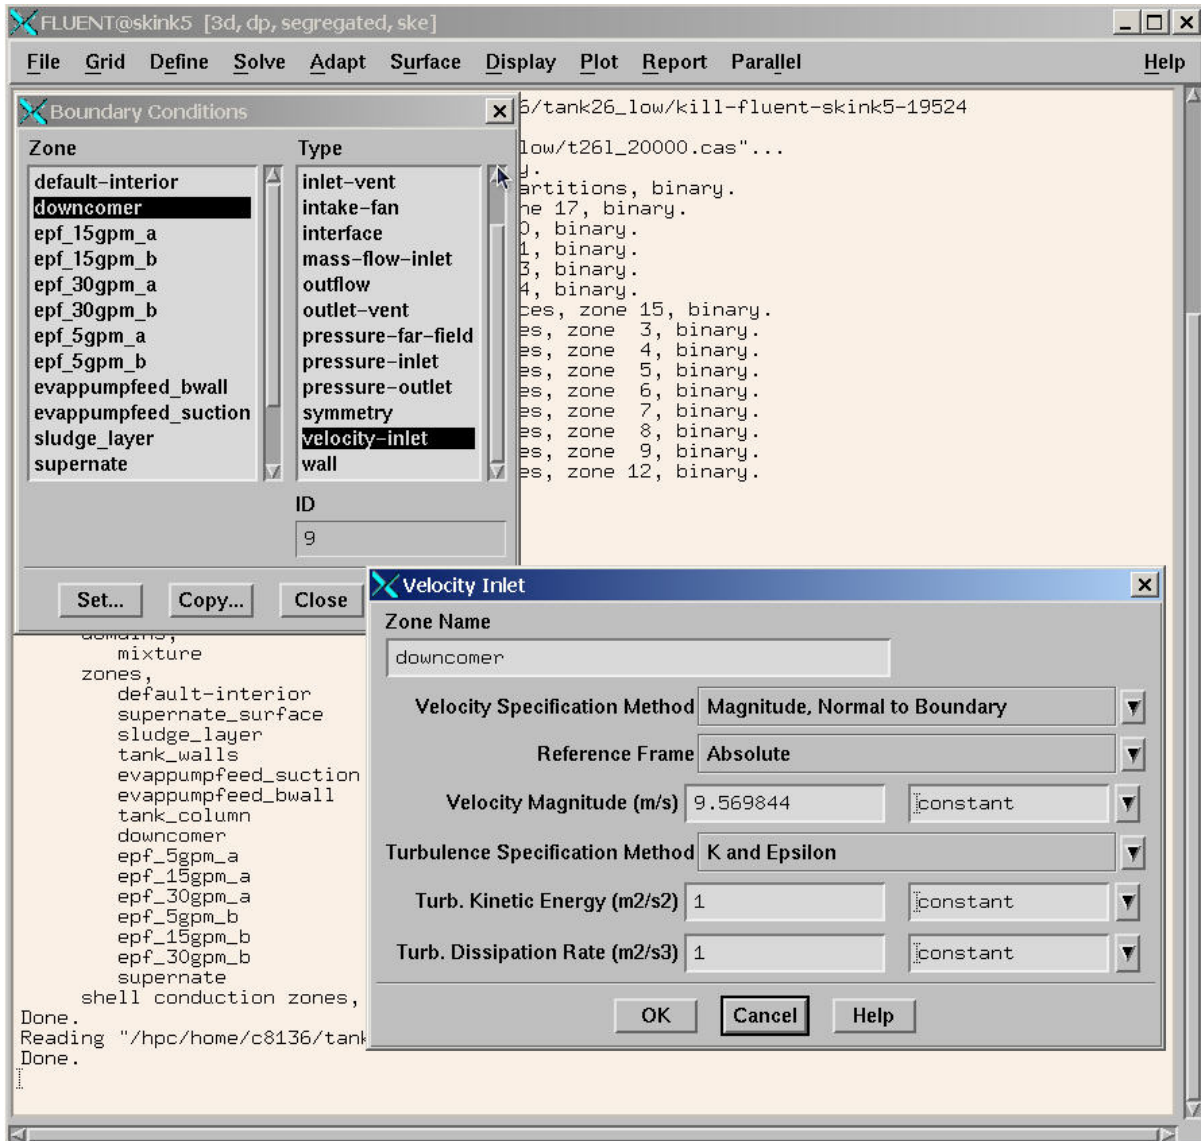 FLUENT@skink5 [3d, dp, segregated, ske]
File Grid Define Solve Adapt Surface Display Plot Report Parallel Help
Boundary Conditions
Zone
default-interior
downcomer
epf_15gpm_a
epf_15gpm_b
epf_30gpm_a
epf_30gpm_b
epf_5gpm_a
epf_5gpm_b
evappumpfeed_bwall
evappumpfeed_suction
sludge_layer
supernate
Type
inlet-vent
intake-fan
interface
mass-flow-inlet
outflow
outlet-vent
pressure-far-field
pressure-inlet
pressure-outlet
symmetry
velocity-inlet
wall
ID
9
Set... Copy... Close
6/tank26_low/kill-fluent-skink5-19524
low/t26l_20000.cas"...
y.
artitions, binary.
ne 17, binary.
0, binary.
1, binary.
3, binary.
4, binary.
ces, zone 15, binary.
es, zone 3, binary.
es, zone 4, binary.
es, zone 5, binary.
es, zone 6, binary.
es, zone 7, binary.
es, zone 8, binary.
es, zone 9, binary.
es, zone 12, binary.
domains,
mixture
zones,
default-interior
supernate_surface
sludge_layer
tank_walls
evappumpfeed_suction
evappumpfeed_bwall
tank_column
downcomer
epf_5gpm_a
epf_15gpm_a
epf_30gpm_a
epf_5gpm_b
epf_15gpm_b
epf_30gpm_b
supernate
shell conduction zones,
Done.
Reading "/hpc/home/c8136/tank
Done.
Velocity Inlet
Zone Name
downcomer
Velocity Specification Method Magnitude, Normal to Boundary
Reference Frame Absolute
Velocity Magnitude (m/s) 9.569844 constant
Turbulence Specification Method K and Epsilon
Turb. Kinetic Energy (m2/s2) 1 constant
Turb. Dissipation Rate (m2/s3) 1 constant
OK Cancel Help